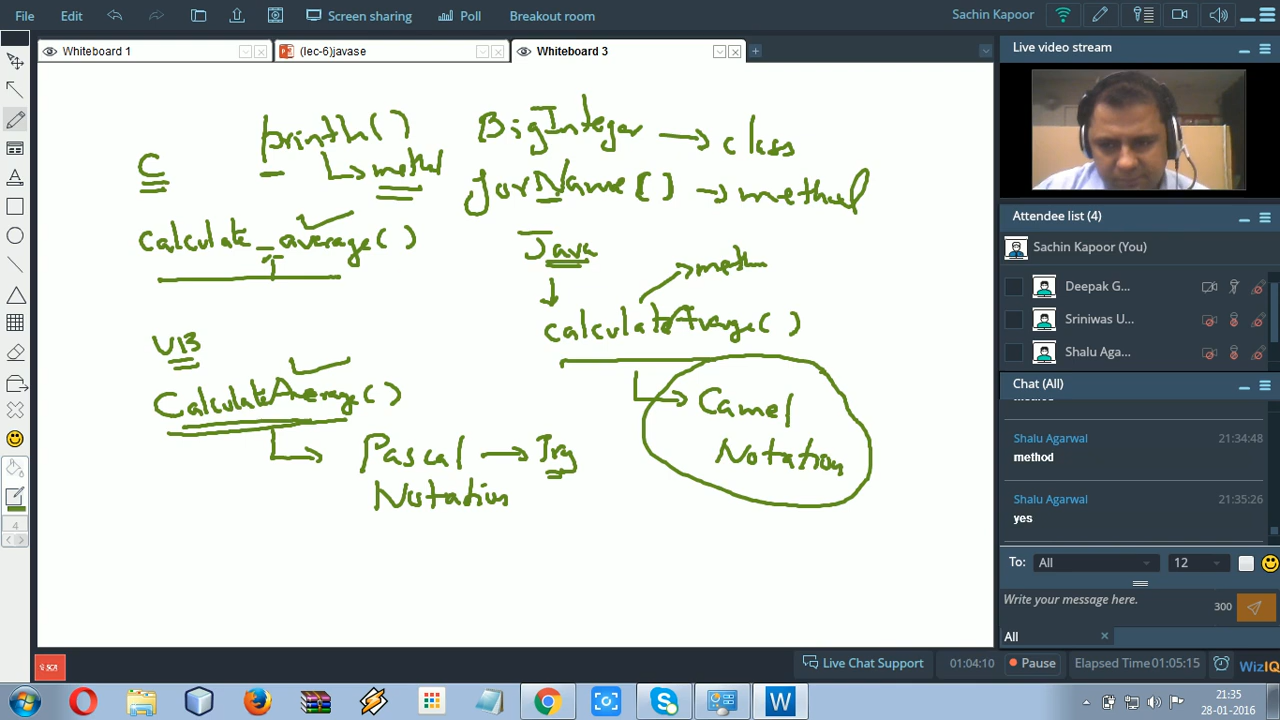 File Edit Screen sharing Poll Breakout room Sachin Kapoor
Whiteboard 1 (lec-6)javase Whiteboard 3
Live video stream
println() BigInteger → class
C → method
→ method
calculate_average()
Java
calculateAverage()
VB
CalculateAverage()
Camel
Notation
Pascal →
Notation
Attendee list (4)
Sachin Kapoor (You)
Deepak G...
Sriniwas U...
Shalu Aga...
Chat (All)
Shalu Agarwal 21:34:48
method
Shalu Agarwal 21:35:26
yes
To: All 12
Write your message here. 300
All
Live Chat Support 01:04:10 Pause Elapsed Time 01:05:15 WizIQ
4
21:35
28-01-2016